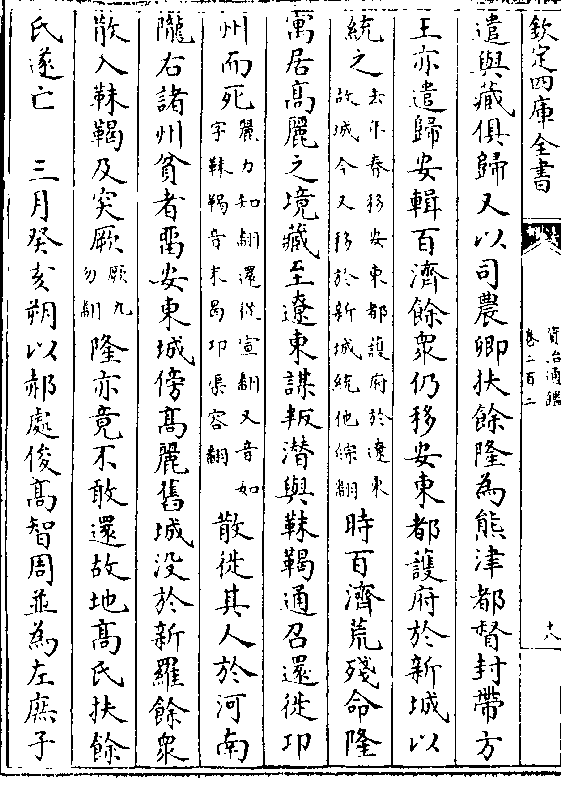 欽定四庫全書
資治通鑑
卷二百二
十八
遣與藏俱歸又以司農卿扶餘隆為熊津都督封帶方
王亦遣歸安輯百濟餘衆仍移安東都護府於新城以
統之去年春移安東都護府於遼東故城今又移於新城統他綜翻時百濟荒殘命隆
寓居髙麗之境藏至遼東謀叛潛與靺鞨通召還徙卭
州而死麗力知翻還從宣翻又音如字靺鞨音末曷卭渠容翻散徙其人於河南
隴右諸州貧者畱安東城傍髙麗舊城没於新羅餘衆
散入靺鞨及突厥厥九勿翻隆亦竟不敢還故地髙氏扶餘
氏遂亡　三月癸亥朔以郝處俊髙智周並為左庶子